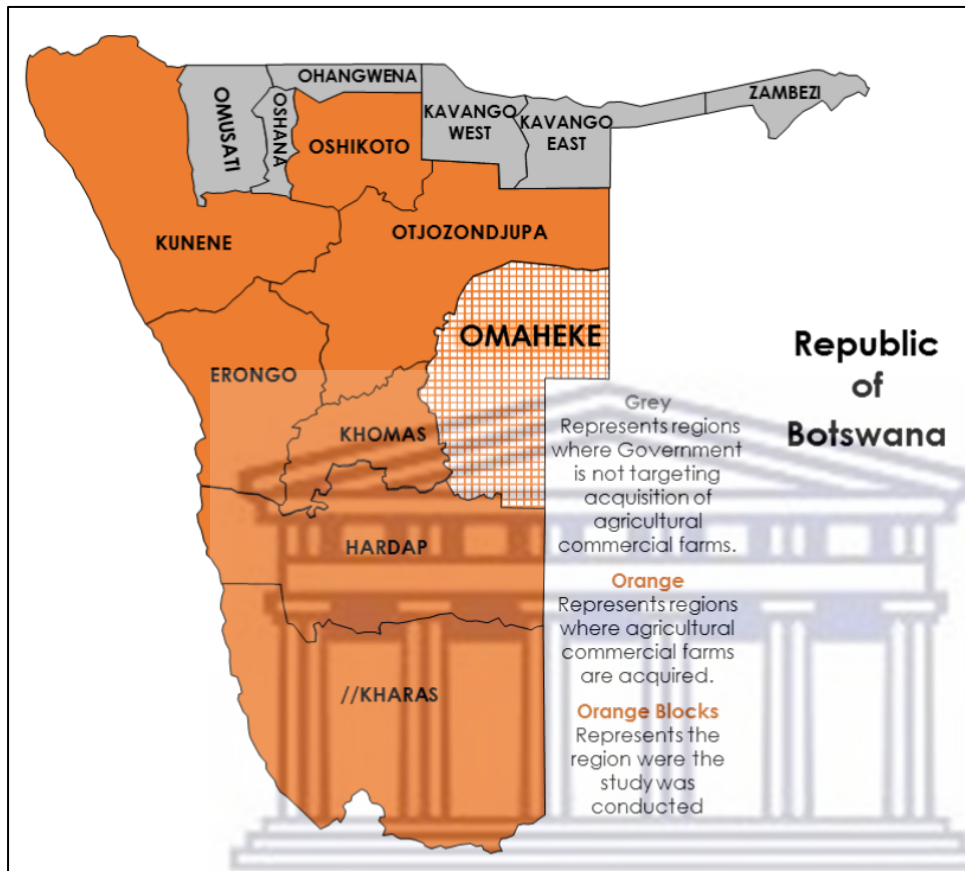 OHANGWENA
ZAMBEZI
OMUSATI
OSHANA
KAVANGO
WEST
KAVANGO
EAST
OSHIKOTO
KUNENE
OTJOZONDJUPA
OMAHEKE
Republic
of
Botswana
ERONGO
KHOMAS
HARDAP
//KHARAS
Grey
Represents regions
where Government
is not targeting
acquisition of
agricultural
commercial farms.
Orange
Represents regions
where agricultural
commercial farms
are acquired.
Orange Blocks
Represents the
region were the
study was
conducted